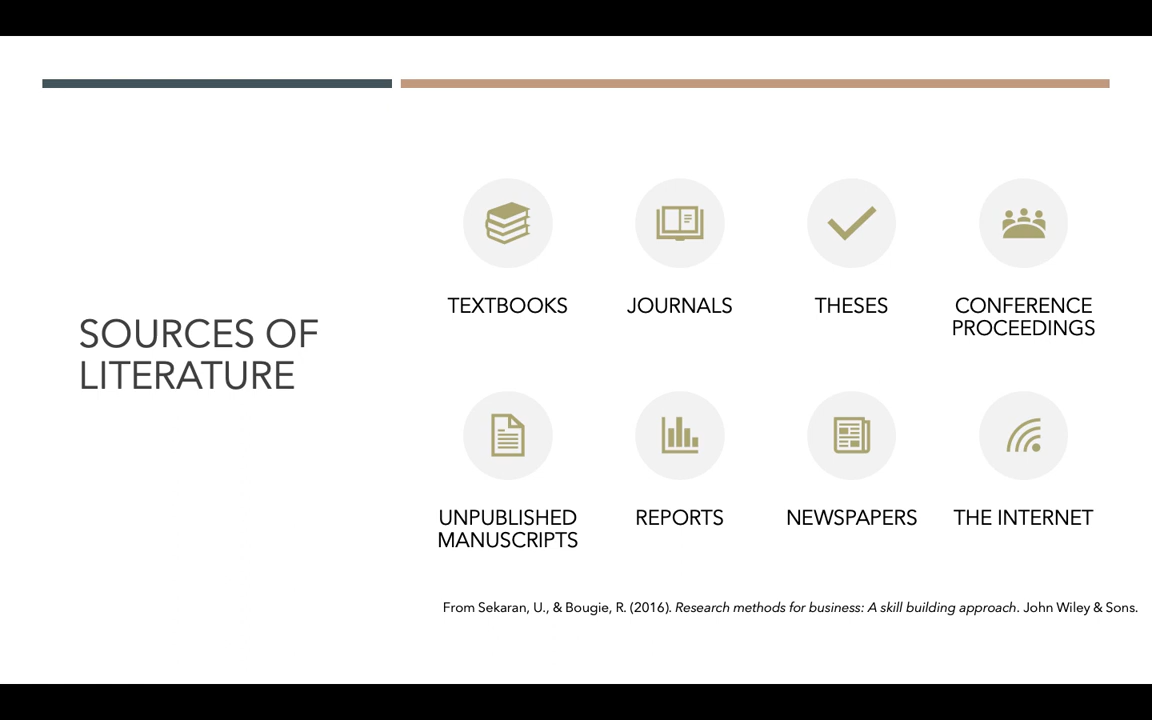 SOURCES OF
LITERATURE
TEXTBOOKS
JOURNALS
THESES
CONFERENCE
PROCEEDINGS
UNPUBLISHED
MANUSCRIPTS
REPORTS
NEWSPAPERS
THE INTERNET
From Sekaran, U., & Bougie, R. (2016). Research methods for business: A skill building approach. John Wiley & Sons.